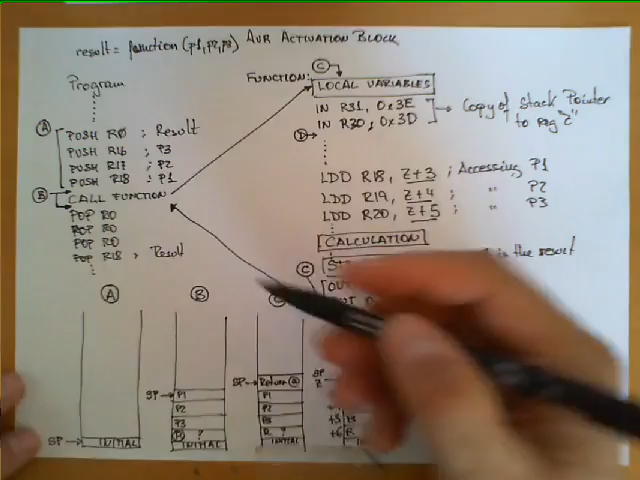 result = function (P1, P2, P3) AVR ACTIVATION BLOCK
Program
A
PUSH R0 ; Result
PUSH R16 ; P3
PUSH R17 ; P2
PUSH R18 ; P1
B CALL FUNCTION
POP R0
POP R0
POP R0
POP R18 ; Result
C
FUNCTION: LOCAL VARIABLES
IN R31, 0x3E
IN R30, 0x3D
Copy of Stack Pointer
to reg "Z"
D
LDD R18, Z+3 ; Accessing P1
LDD R19, Z+4 ; " P2
LDD R20, Z+5 ; " P3
CALCULATION
is the result
C
OUT
A
SP INITIAL
B
SP P1
P2
P3
R ?
INITIAL
SP Return @
P1
P2
P3
R ?
INITIAL
SP
Z
+6 R